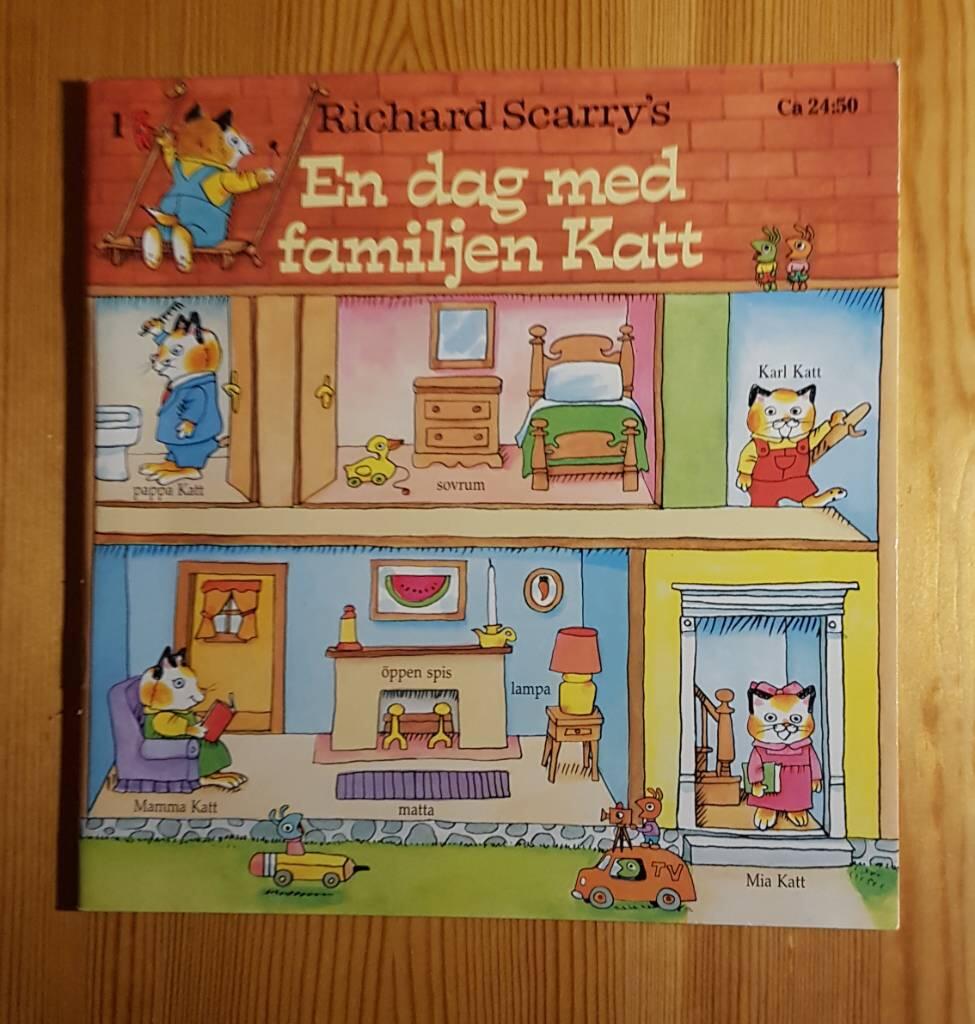 1
Richard Scarry's
Ca 24:50
En dag med
familjen Katt
Karl Katt
pappa Katt
sovrum
öppen spis
lampa
Mamma Katt
matta
TV
Mia Katt